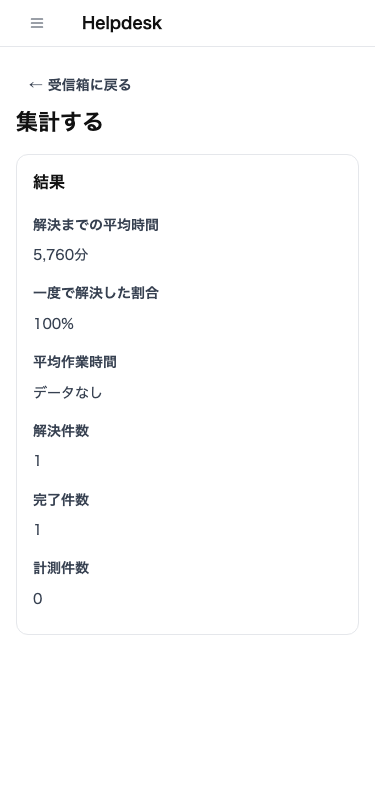 Helpdesk
← 受信箱に戻る
集計する
結果
解決までの平均時間
5,760分
一度で解決した割合
100%
平均作業時間
データなし
解決件数
1
完了件数
1
計測件数
0